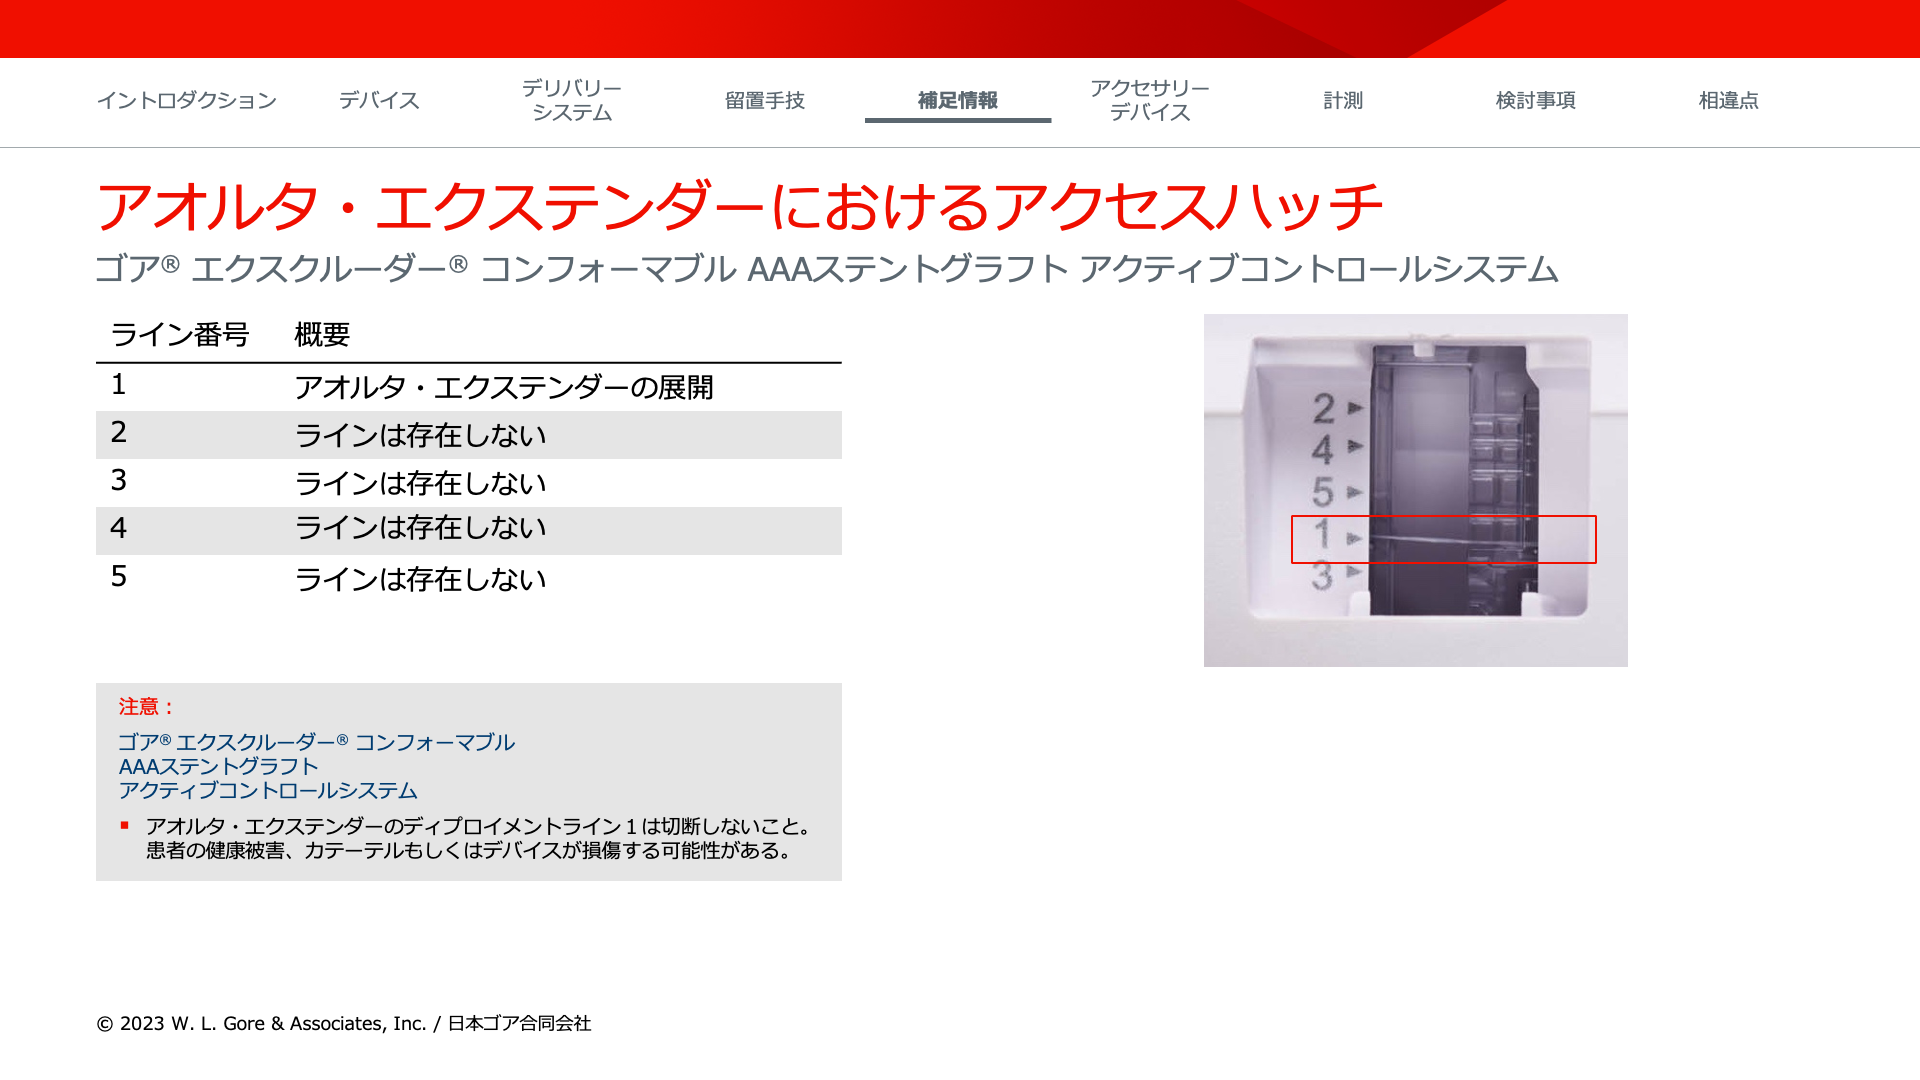 イントロダクション
デバイス
デリバリー
システム
留置手技
補足情報
アクセサリー
デバイス
計測
検討事項
相違点
アオルタ・エクステンダーにおけるアクセスハッチ
ゴア® エクスクルーダー® コンフォーマブル AAAステントグラフト アクティブコントロールシステム
ライン番号 概要
1 アオルタ・エクステンダーの展開
2 ラインは存在しない
3 ラインは存在しない
4 ラインは存在しない
5 ラインは存在しない
2
4
5
1
3
注意：
ゴア® エクスクルーダー® コンフォーマブル
AAAステントグラフト
アクティブコントロールシステム
▪ アオルタ・エクステンダーのディプロイメントライン１は切断しないこと。
患者の健康被害、カテーテルもしくはデバイスが損傷する可能性がある。
© 2023 W. L. Gore & Associates, Inc. / 日本ゴア合同会社